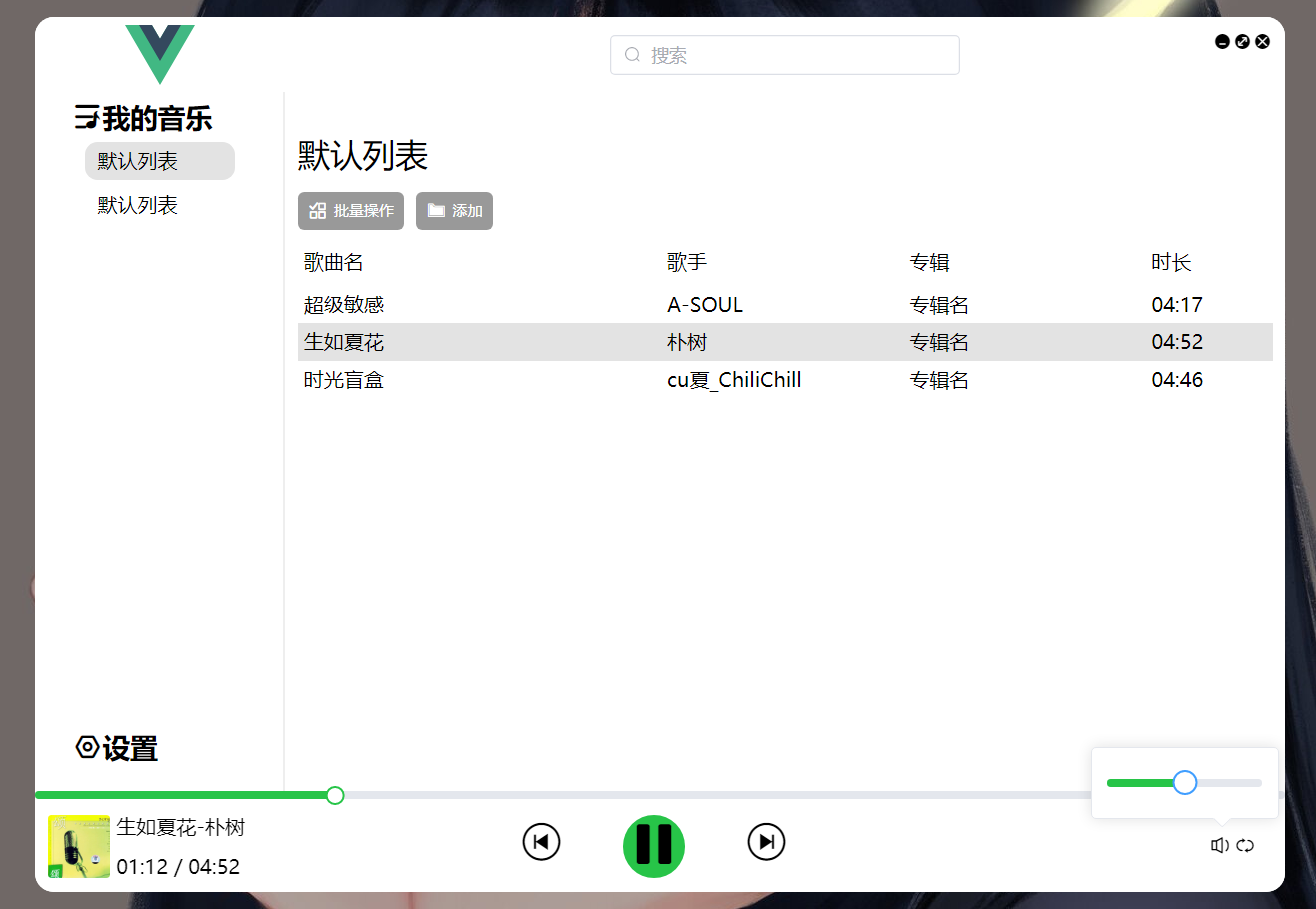 搜索
我的音乐
默认列表
默认列表
默认列表
批量操作 添加
歌曲名 歌手 专辑 时长
超级敏感 A-SOUL 专辑名 04:17
生如夏花 朴树 专辑名 04:52
时光盲盒 cu夏_ChiliChill 专辑名 04:46
设置
生如夏花-朴树
01:12 / 04:52